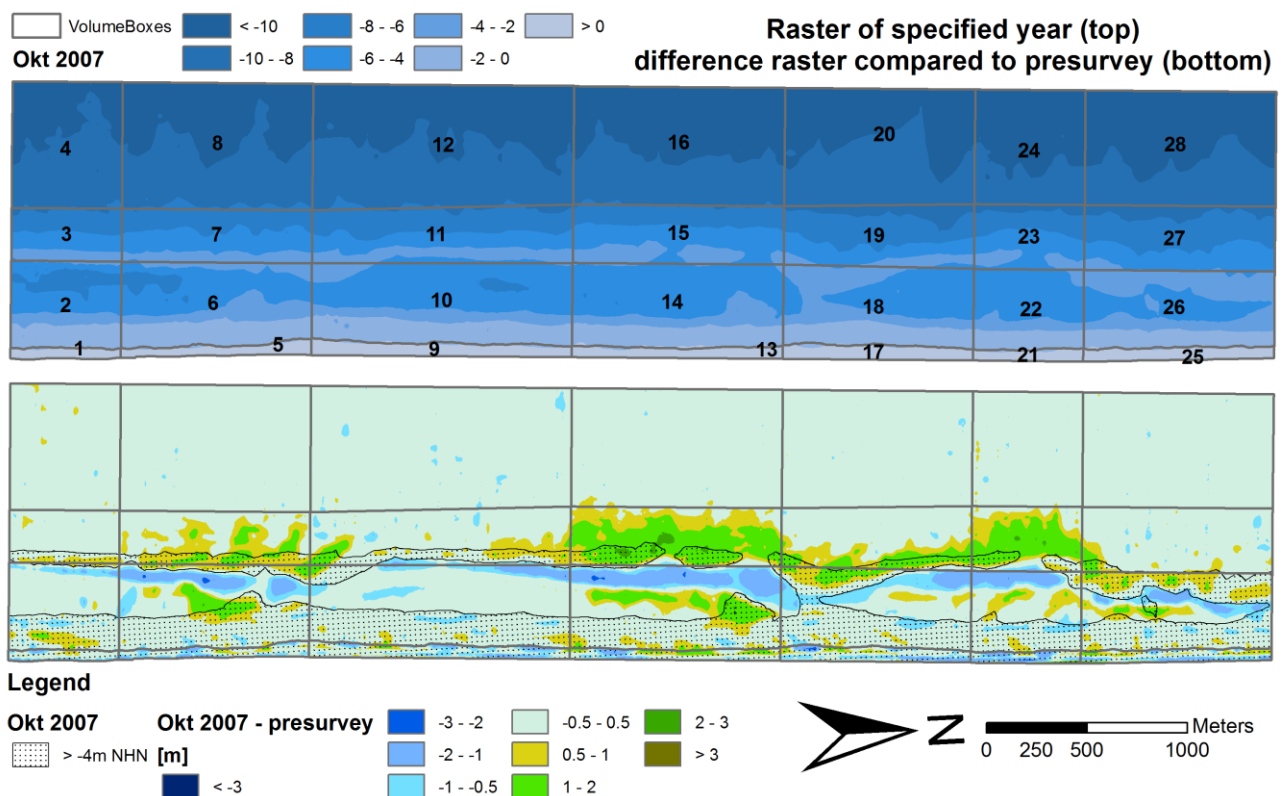 VolumeBoxes < -10 -8 - -6 -4 - -2 > 0
Okt 2007 -10 - -8 -6 - -4 -2 - 0
Raster of specified year (top)
difference raster compared to presurvey (bottom)
4 8 12 16 20 24 28
3 7 11 15 19 23 27
2 6 10 14 18 22 26
1 5 9 13 17 21 25
Legend
Okt 2007 Okt 2007 - presurvey
> -4m NHN [m]
< -3
-3 - -2 -0.5 - 0.5 2 - 3
-2 - -1 0.5 - 1 > 3
-1 - -0.5 1 - 2
N
Meters
0 250 500 1000